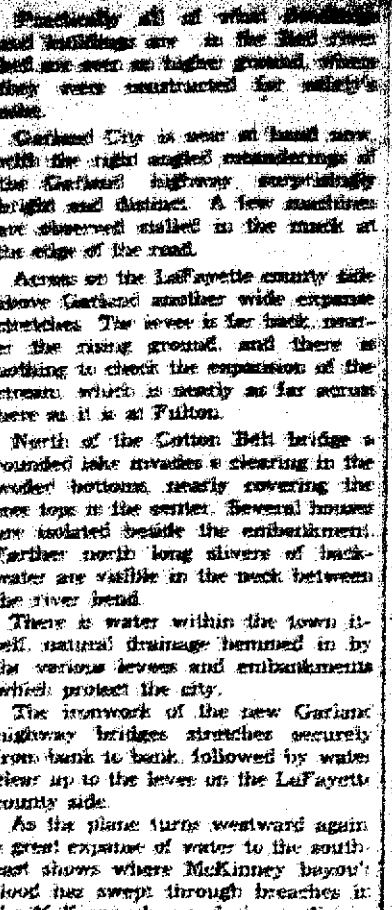 Practically all of what dwellings
and buildings are in the Red river
bed are seen on higher ground, where
they were constructed for safety's
sake.
Garland City is near at hand now,
with the right angled meanderings of
the Garland highway surprisingly
bright and distinct. A few machines
are observed stalled in the muck at
the edge of the road.
Across on the LaFayette county side
above Garland another wide expanse
stretches. The levee is far back, near-
er the rising ground, and there is
nothing to check the expansion of the
stream, which is nearly as far across
here as it is at Fulton.
North of the Cotton Belt bridge a
rounded lake invades a clearing in the
bottoms, nearly covering the
tree tops in the center. Several houses
are isolated beside the embankment.
Farther north long slivers of back-
water are visible in the neck between
the river bend.
There is water within the town it-
self, natural drainage hemmed in by
the various levees and embankments
which protect the city.
The ironwork of the new Garland
highway bridges stretches securely
from bank to bank, followed by water
clear up to the levee on the LaFayette
county side.
As the plane turns westward again
a great expanse of water to the south-
east shows where McKinney bayou's
flood has swept through breaches in